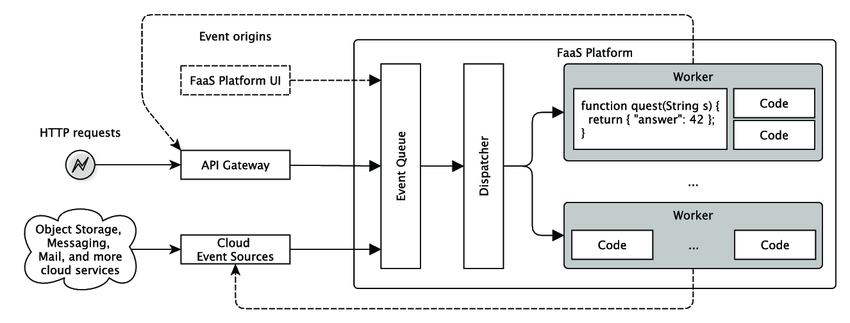 Event origins
FaaS Platform
FaaS Platform UI
HTTP requests
API Gateway
Object Storage,
Messaging,
Mail, and more
cloud services
Cloud
Event Sources
Event Queue
Dispatcher
Worker
function quest(String s) {
return { "answer": 42 };
}
Code
Code
...
Worker
Code
...
Code